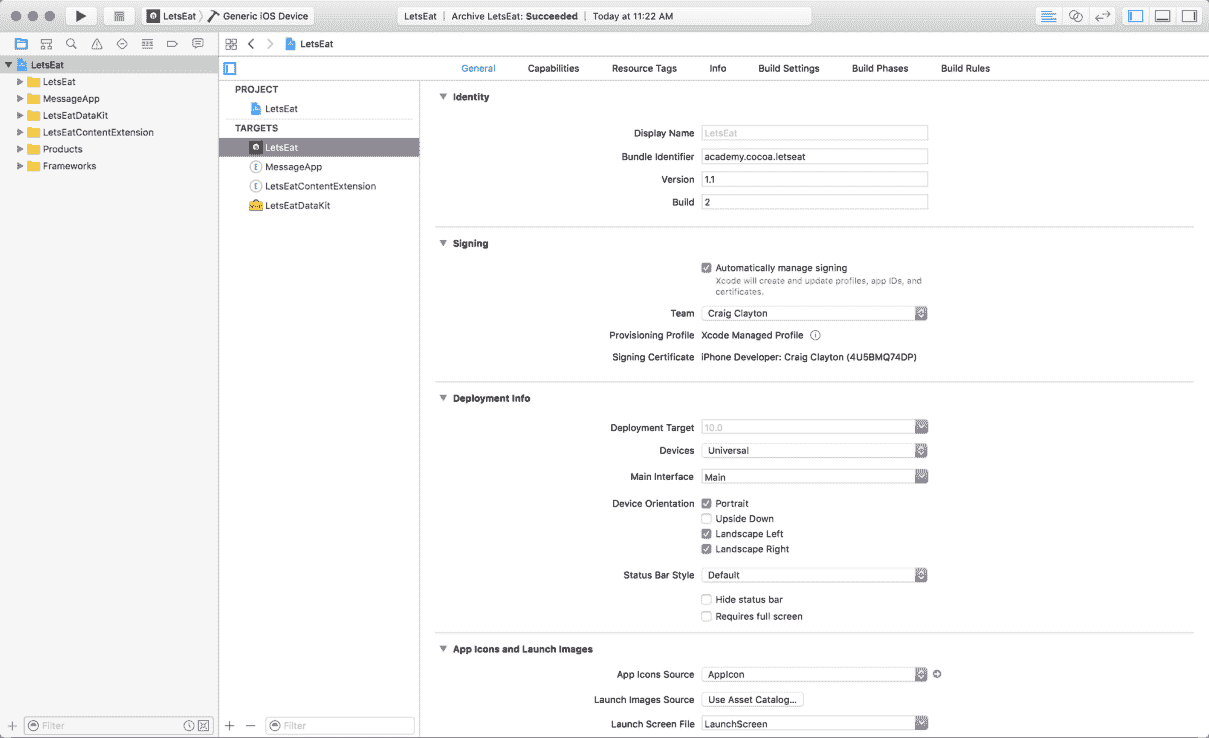 LetsEat Generic iOS Device LetsEat Archive LetsEat: Succeeded Today at 11:22 AM
LetsEat
LetsEat
LetsEat
MessageApp
LetsEatDataKit
LetsEatContentExtension
Products
Frameworks
Filter
General Capabilities Resource Tags Info Build Settings Build Phases Build Rules
PROJECT
LetsEat
TARGETS
LetsEat
MessageApp
LetsEatContentExtension
LetsEatDataKit
Filter
Identity
Display Name LetsEat
Bundle Identifier academy.cocoa.letseat
Version 1.1
Build 2
Signing
Automatically manage signing
Xcode will create and update profiles, app IDs, and
certificates.
Team Craig Clayton
Provisioning Profile Xcode Managed Profile
Signing Certificate iPhone Developer: Craig Clayton (4U5BMQ74DP)
Deployment Info
Deployment Target 10.0
Devices Universal
Main Interface Main
Device Orientation Portrait
Upside Down
Landscape Left
Landscape Right
Status Bar Style Default
Hide status bar
Requires full screen
App Icons and Launch Images
App Icons Source AppIcon
Launch Images Source Use Asset Catalog...
Launch Screen File LaunchScreen